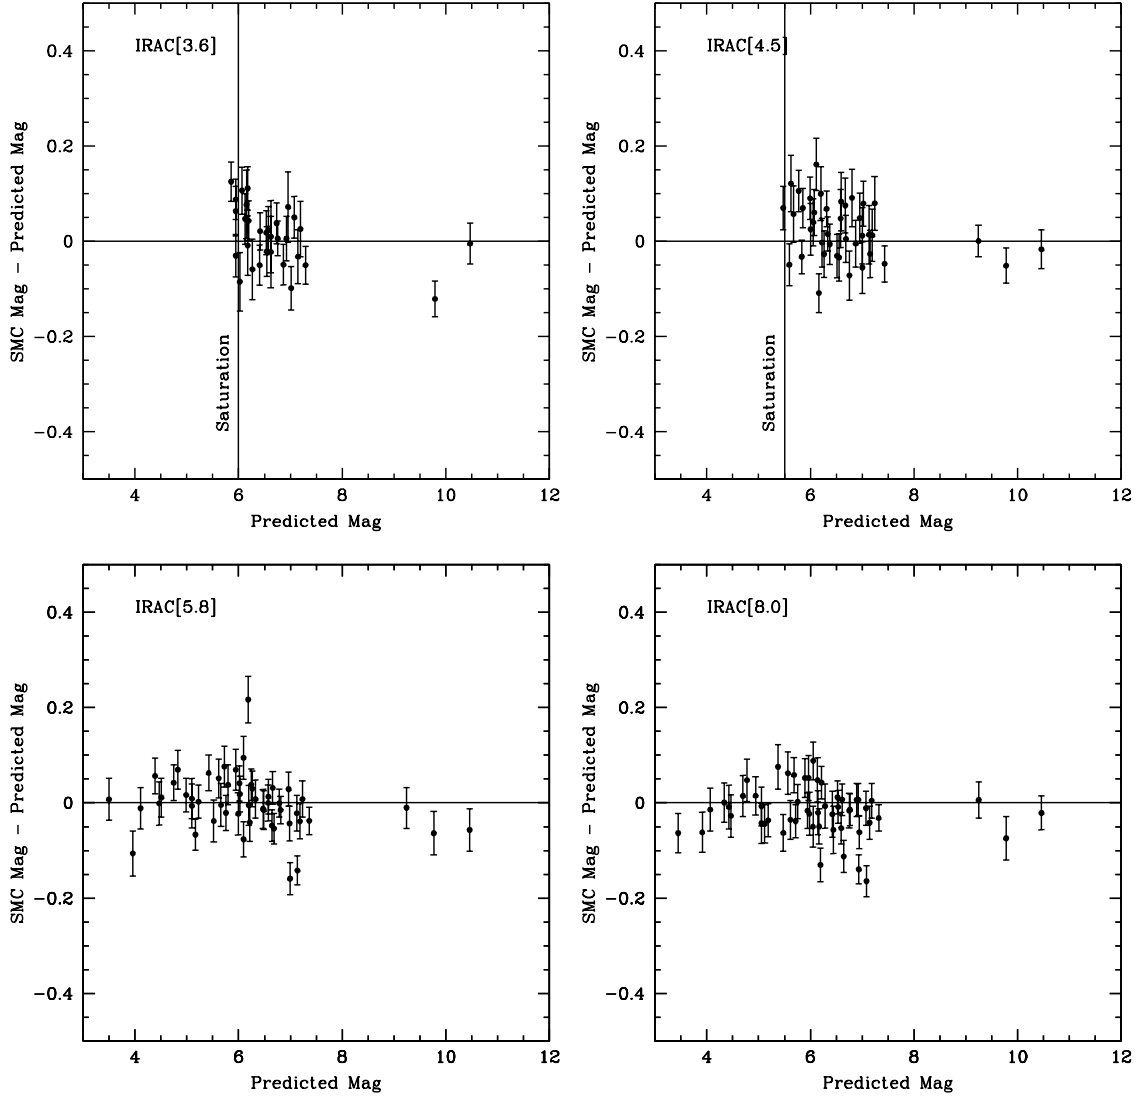 IRAC[3.6]
0.4
0.2
0
−0.2
−0.4
SMC Mag − Predicted Mag
Saturation
4
6
8
10
12
Predicted Mag
IRAC[4.5]
0.4
0.2
0
−0.2
−0.4
SMC Mag − Predicted Mag
Saturation
4
6
8
10
12
Predicted Mag
IRAC[5.8]
0.4
0.2
0
−0.2
−0.4
SMC Mag − Predicted Mag
4
6
8
10
12
Predicted Mag
IRAC[8.0]
0.4
0.2
0
−0.2
−0.4
SMC Mag − Predicted Mag
4
6
8
10
12
Predicted Mag